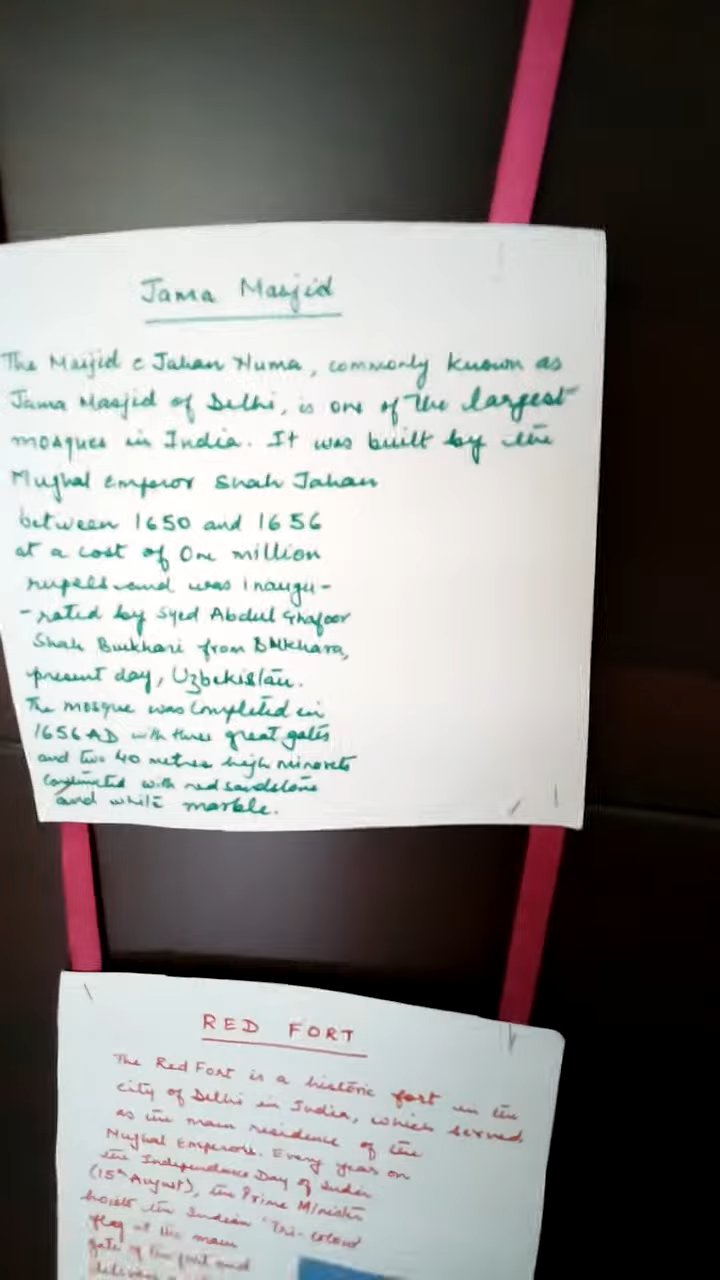 Jama Masjid
The Masjid e Jahan Numa, commonly known as
Jama Masjid of Delhi, is one of the largest
mosques in India. It was built by the
Mughal Emperor Shah Jahan
between 1650 and 1656
at a cost of One million
rupees and was inaugu-
-rated by Syed Abdul Ghafoor
Shah Bukhari from Bukhara,
present day, Uzbekistan.
The mosque was completed in
1656 AD with three great gates
and two 40 metres high minarets
constructed with red sandstone
and white marble.
RED FORT
The Red Fort is a historic fort in the
city of Delhi in India, which served
as the main residence of the
Mughal Emperors. Every year on
the Independence Day of India
(15th August), the Prime Minister
hoists the Indian 'Tri-colour
flag at the main
gate of the fort and